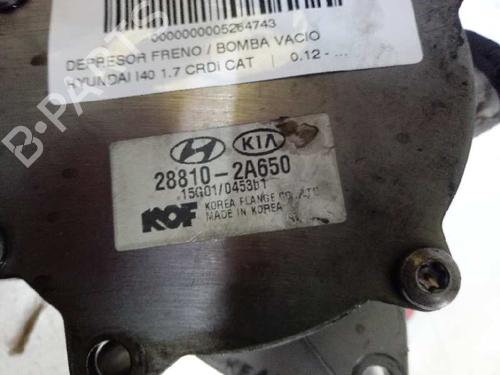 0000000005264743
DEPRESOR FRENO / BOMBA VACIO
HYUNDAI I40 1.7 CRDI CAT | 0.12 - ...
B-PARTS
KIA
28810-2A650
15G01/0453b1
KOF KOREA FLANGE CO.,LTD
MADE IN KOREA